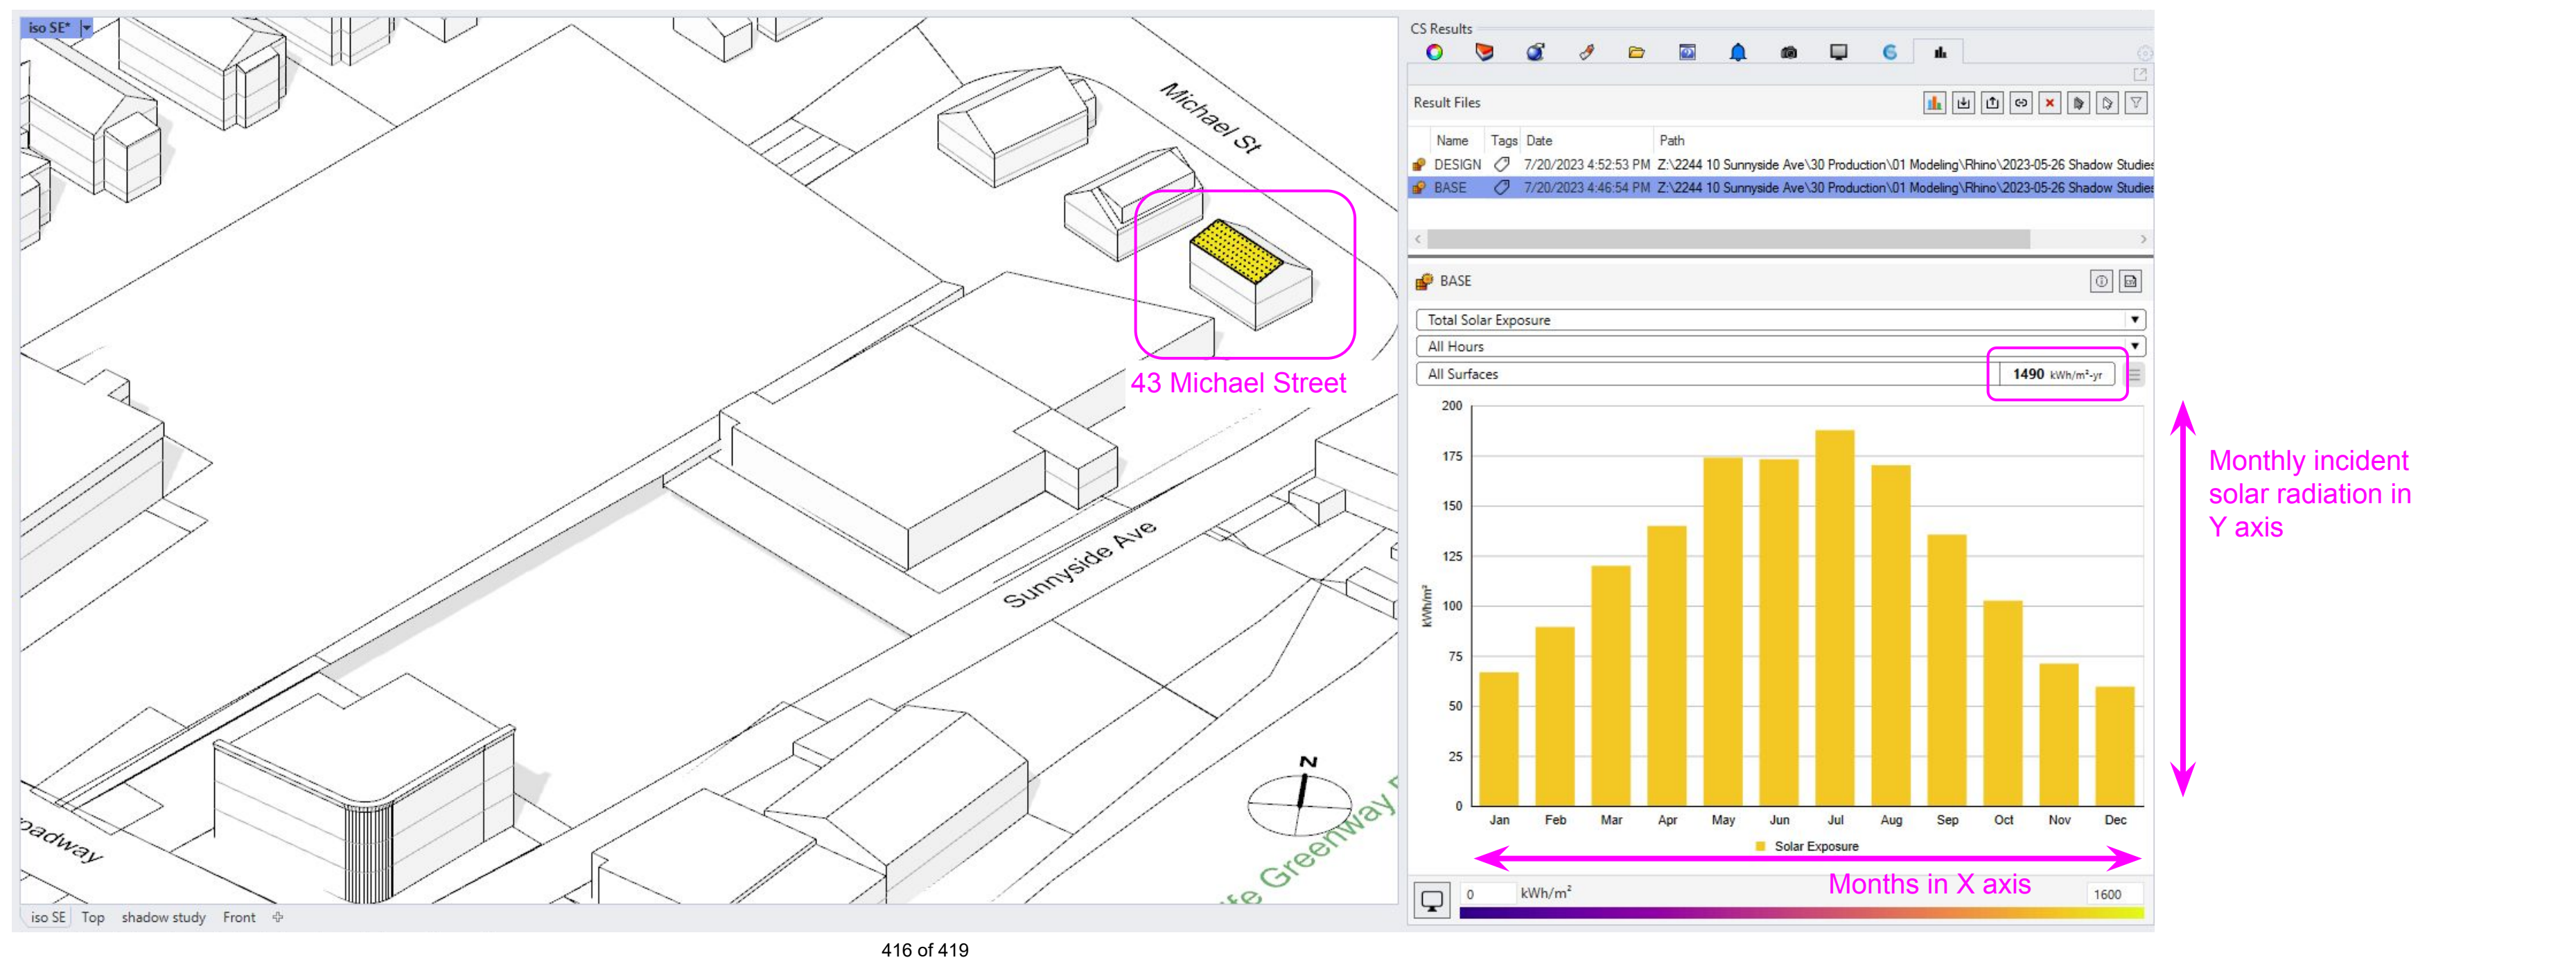 iso SE*
Michael St
43 Michael Street
Sunnyside Ave
N
oadway
fe Greenway
iso SE Top shadow study Front
CS Results
Result Files
Name Tags Date Path
DESIGN 7/20/2023 4:52:53 PM Z:\2244 10 Sunnyside Ave\30 Production\01 Modeling\Rhino\2023-05-26 Shadow Studies
BASE 7/20/2023 4:46:54 PM Z:\2244 10 Sunnyside Ave\30 Production\01 Modeling\Rhino\2023-05-26 Shadow Studies
BASE
Total Solar Exposure
All Hours
All Surfaces 1490 kWh/m²-yr
200
175
150
125
100
75
50
25
0
kWh/m²
Jan Feb Mar Apr May Jun Jul Aug Sep Oct Nov Dec
Solar Exposure
Months in X axis
0 kWh/m² 1600
Monthly incident
solar radiation in
Y axis
416 of 419